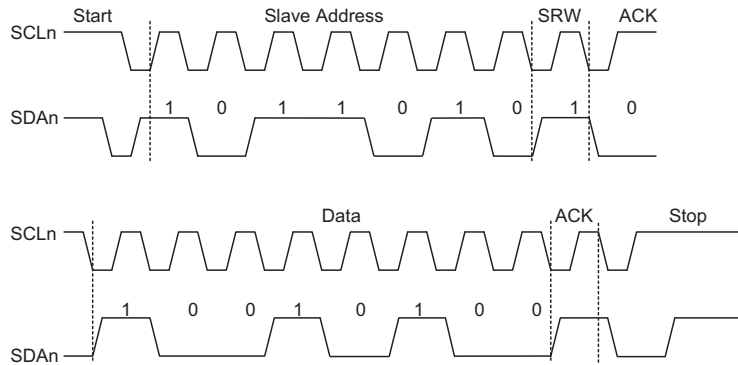 Start Slave Address SRW ACK
SCLn
1 0 1 1 0 1 0 1 0
SDAn
Data ACK Stop
SCLn
1 0 0 1 0 1 0 0
SDAn